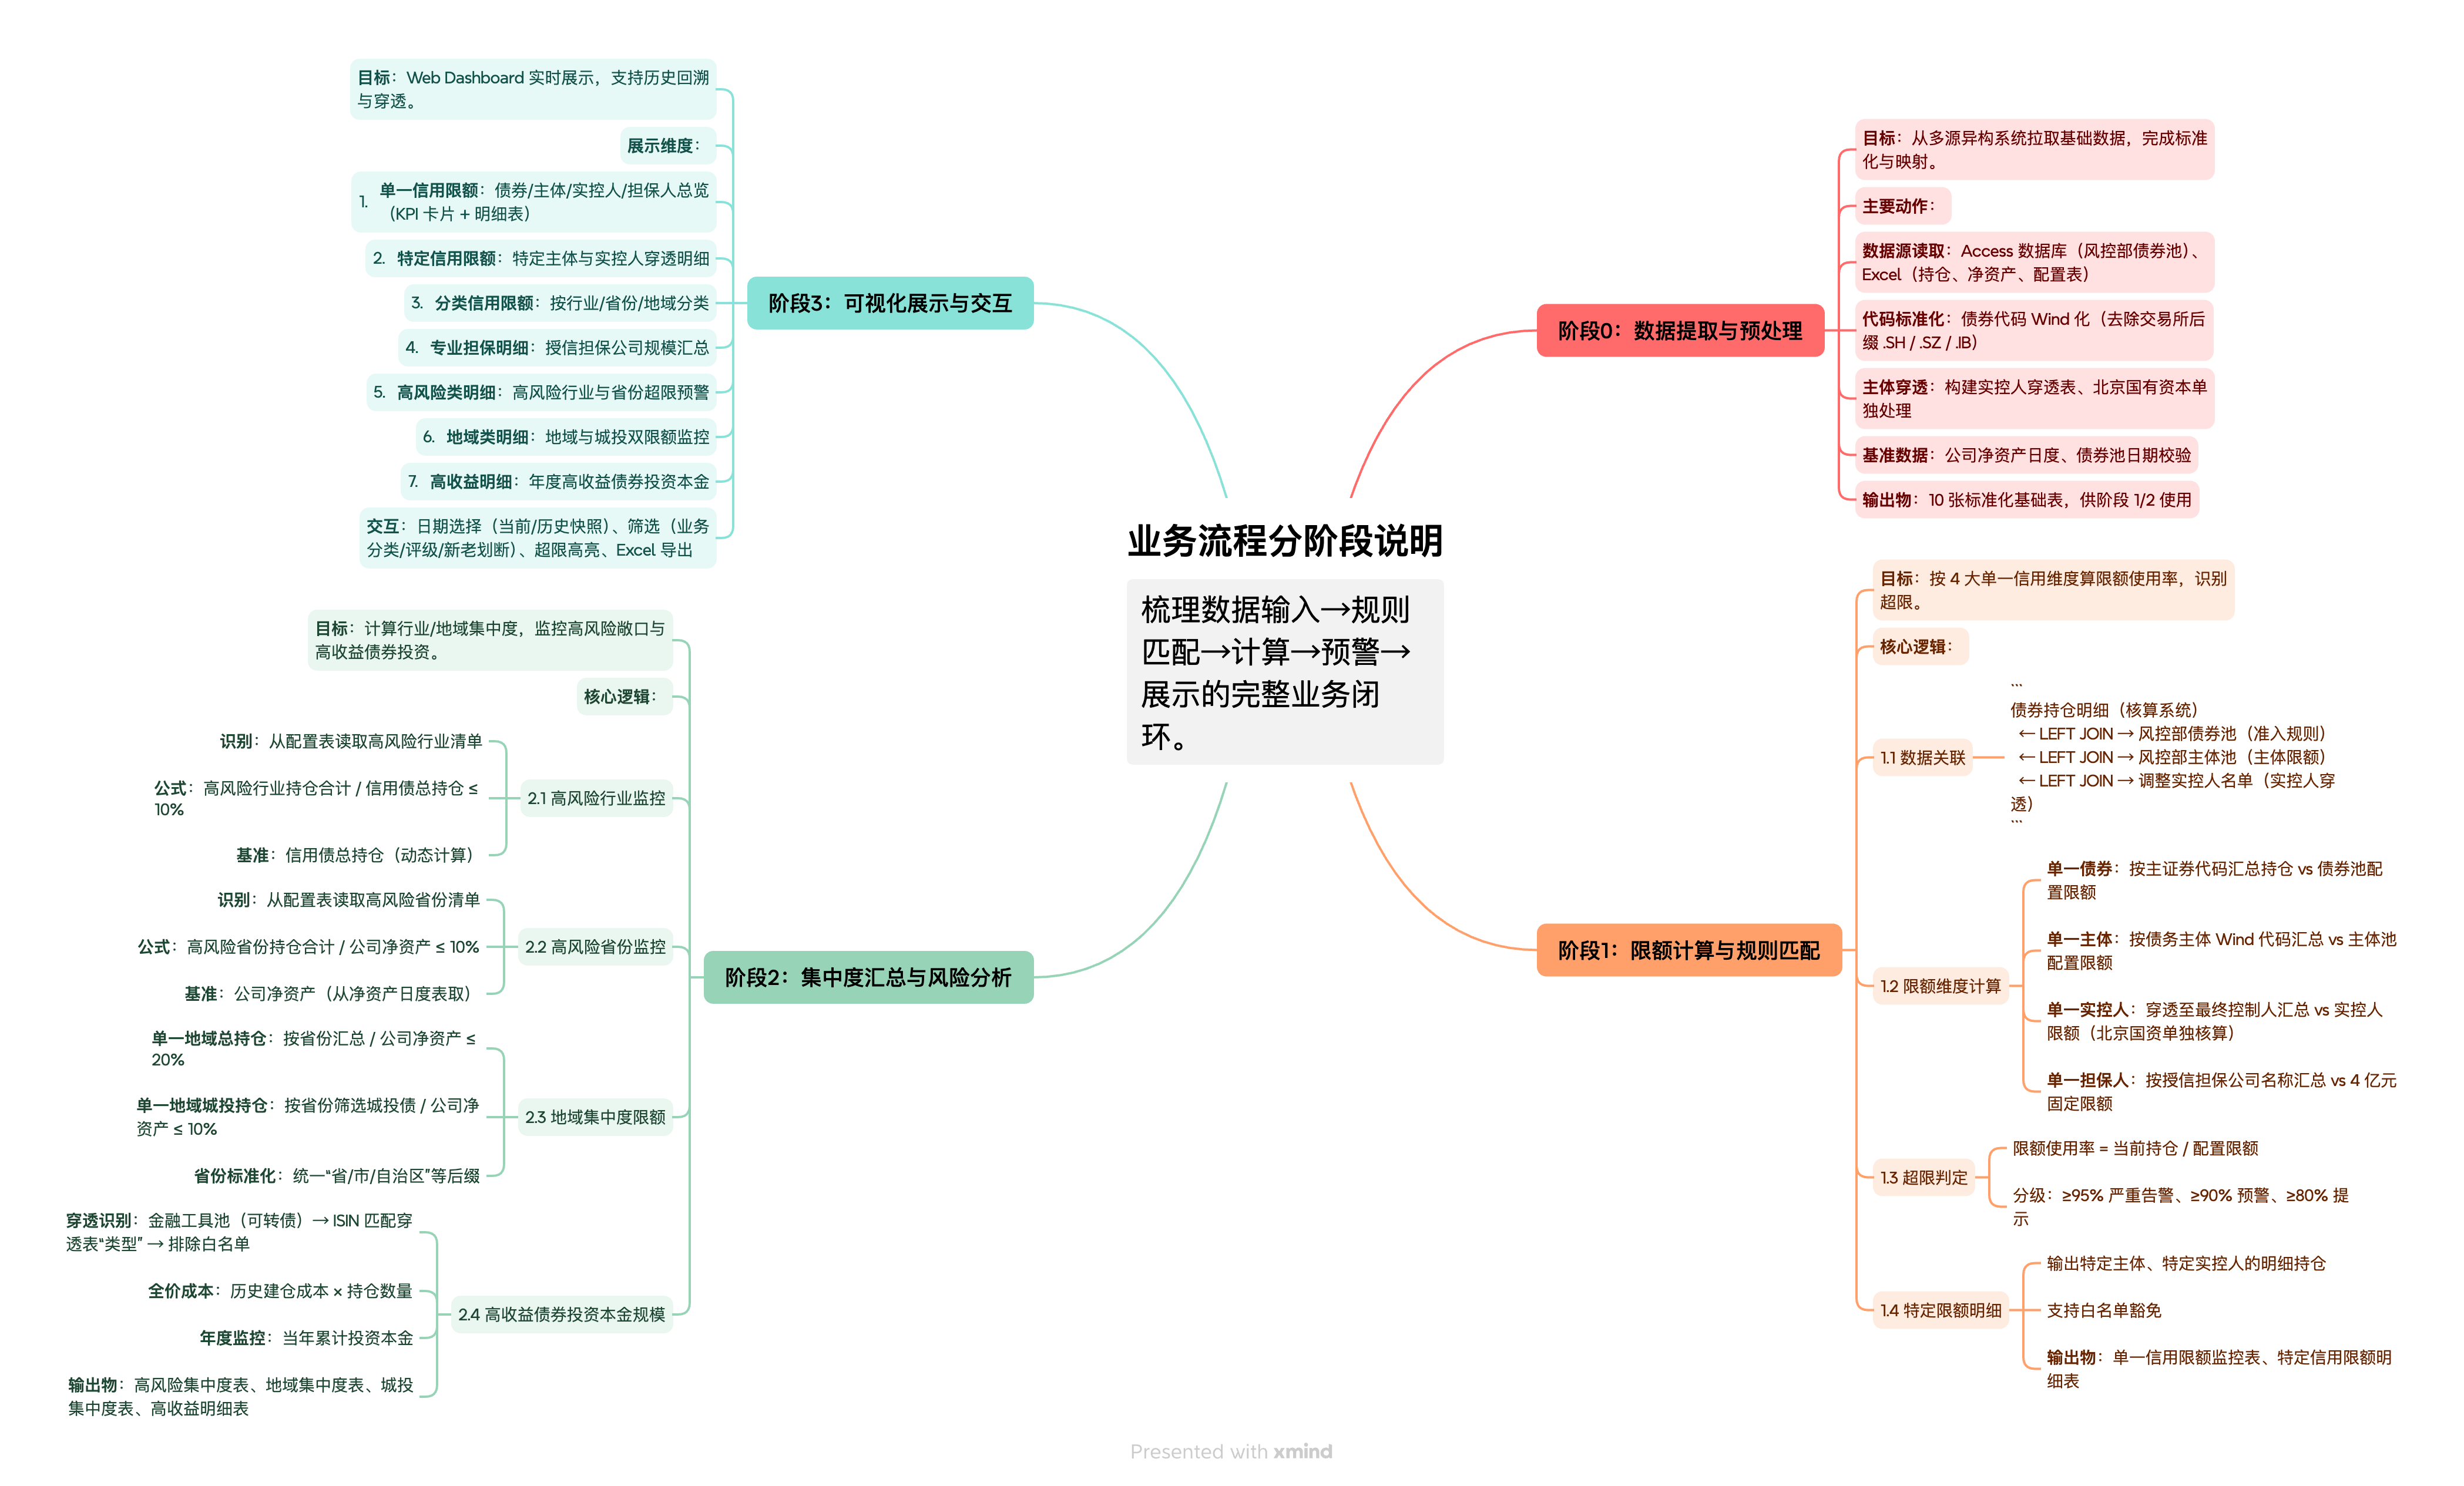 业务流程分阶段说明
梳理数据输入→规则
匹配→计算→预警→
展示的完整业务闭
环。
阶段0：数据提取与预处理
目标：从多源异构系统拉取基础数据，完成标准
化与映射。
主要动作：
数据源读取：Access 数据库（风控部债券池）、
Excel（持仓、净资产、配置表）
代码标准化：债券代码 Wind 化（去除交易所后
缀 .SH / .SZ / .IB）
主体穿透：构建实控人穿透表、北京国有资本单
独处理
基准数据：公司净资产日度、债券池日期校验
输出物：10 张标准化基础表，供阶段 1/2 使用
阶段1：限额计算与规则匹配
目标：按 4 大单一信用维度算限额使用率，识别
超限。
核心逻辑：
1.1 数据关联
```
债券持仓明细（核算系统）
← LEFT JOIN → 风控部债券池（准入规则）
← LEFT JOIN → 风控部主体池（主体限额）
← LEFT JOIN → 调整实控人名单（实控人穿
透）
```
1.2 限额维度计算
单一债券：按主证券代码汇总持仓 vs 债券池配
置限额
单一主体：按债务主体 Wind 代码汇总 vs 主体池
配置限额
单一实控人：穿透至最终控制人汇总 vs 实控人
限额（北京国资单独核算）
单一担保人：按授信担保公司名称汇总 vs 4 亿元
固定限额
1.3 超限判定
限额使用率 = 当前持仓 / 配置限额
分级：≥95% 严重告警、≥90% 预警、≥80% 提
示
1.4 特定限额明细
输出特定主体、特定实控人的明细持仓
支持白名单豁免
输出物：单一信用限额监控表、特定信用限额明
细表
阶段2：集中度汇总与风险分析
目标：计算行业/地域集中度，监控高风险敞口与
高收益债券投资。
核心逻辑：
2.1 高风险行业监控
识别：从配置表读取高风险行业清单
公式：高风险行业持仓合计 / 信用债总持仓 ≤
10%
基准：信用债总持仓（动态计算）
2.2 高风险省份监控
识别：从配置表读取高风险省份清单
公式：高风险省份持仓合计 / 公司净资产 ≤ 10%
基准：公司净资产（从净资产日度表取）
2.3 地域集中度限额
单一地域总持仓：按省份汇总 / 公司净资产 ≤
20%
单一地域城投持仓：按省份筛选城投债 / 公司净
资产 ≤ 10%
省份标准化：统一“省/市/自治区”等后缀
2.4 高收益债券投资本金规模
穿透识别：金融工具池（可转债）→ ISIN 匹配穿
透表“类型” → 排除白名单
全价成本：历史建仓成本 × 持仓数量
年度监控：当年累计投资本金
输出物：高风险集中度表、地域集中度表、城投
集中度表、高收益明细表
阶段3：可视化展示与交互
目标：Web Dashboard 实时展示，支持历史回溯
与穿透。
展示维度：
1. 单一信用限额：债券/主体/实控人/担保人总览
（KPI 卡片 + 明细表）
2. 特定信用限额：特定主体与实控人穿透明细
3. 分类信用限额：按行业/省份/地域分类
4. 专业担保明细：授信担保公司规模汇总
5. 高风险类明细：高风险行业与省份超限预警
6. 地域类明细：地域与城投双限额监控
7. 高收益明细：年度高收益债券投资本金
交互：日期选择（当前/历史快照）、筛选（业务
分类/评级/新老划断）、超限高亮、Excel 导出
Presented with xmind